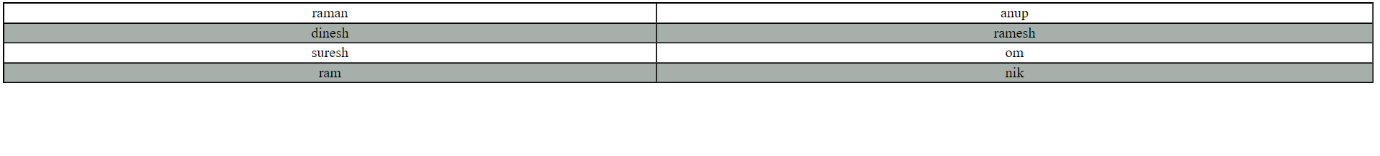 raman anup
dinesh ramesh
suresh om
ram nik